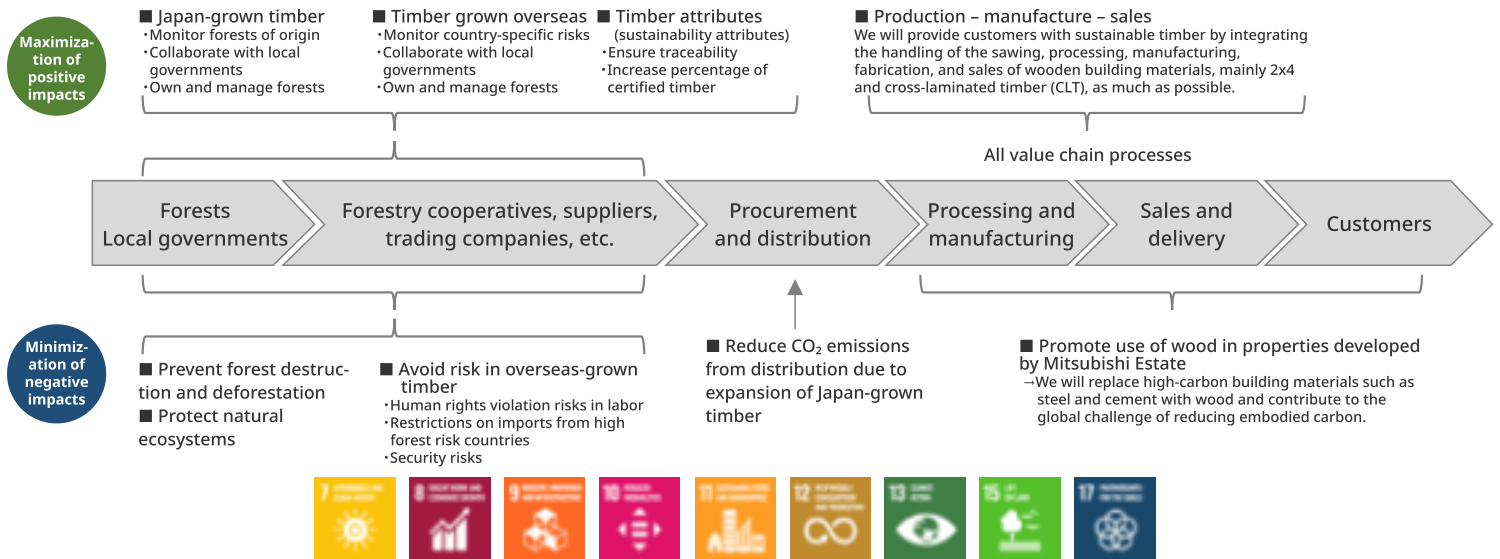 Maximiza-
tion of
positive
impacts
■ Japan-grown timber
・Monitor forests of origin
・Collaborate with local
governments
・Own and manage forests
■ Timber grown overseas
・Monitor country-specific risks
・Collaborate with local
governments
・Own and manage forests
■ Timber attributes
(sustainability attributes)
・Ensure traceability
・Increase percentage of
certified timber
■ Production – manufacture – sales
We will provide customers with sustainable timber by integrating
the handling of the sawing, processing, manufacturing,
fabrication, and sales of wooden building materials, mainly 2x4
and cross-laminated timber (CLT), as much as possible.
All value chain processes
Forests
Local governments
Forestry cooperatives, suppliers,
trading companies, etc.
Procurement
and distribution
Processing and
manufacturing
Sales and
delivery
Customers
Minimiz-
ation of
negative
impacts
■ Prevent forest destruc-
tion and deforestation
■ Protect natural
ecosystems
■ Avoid risk in overseas-grown
timber
・Human rights violation risks in labor
・Restrictions on imports from high
forest risk countries
・Security risks
■ Reduce CO₂ emissions
from distribution due to
expansion of Japan-grown
timber
■ Promote use of wood in properties developed
by Mitsubishi Estate
→We will replace high-carbon building materials such as
steel and cement with wood and contribute to the
global challenge of reducing embodied carbon.
7
8
9
10
11
12
13
15
17